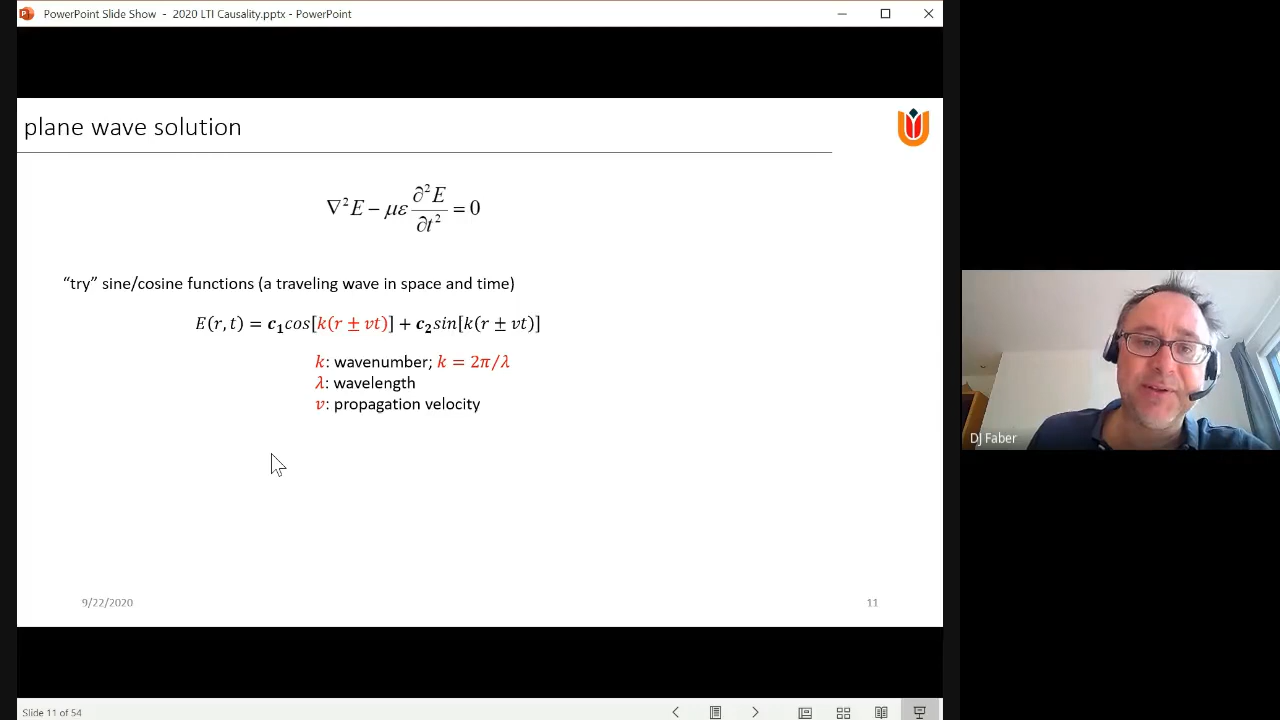 PowerPoint Slide Show - 2020 LTI Causality.pptx - PowerPoint
plane wave solution
∇²E − με ∂²E/∂t² = 0
“try” sine/cosine functions (a traveling wave in space and time)
E(r, t) = c₁cos[k(r ± vt)] + c₂sin[k(r ± vt)]
k: wavenumber; k = 2π/λ
λ: wavelength
v: propagation velocity
DJ Faber
9/22/2020
11
Slide 11 of 54